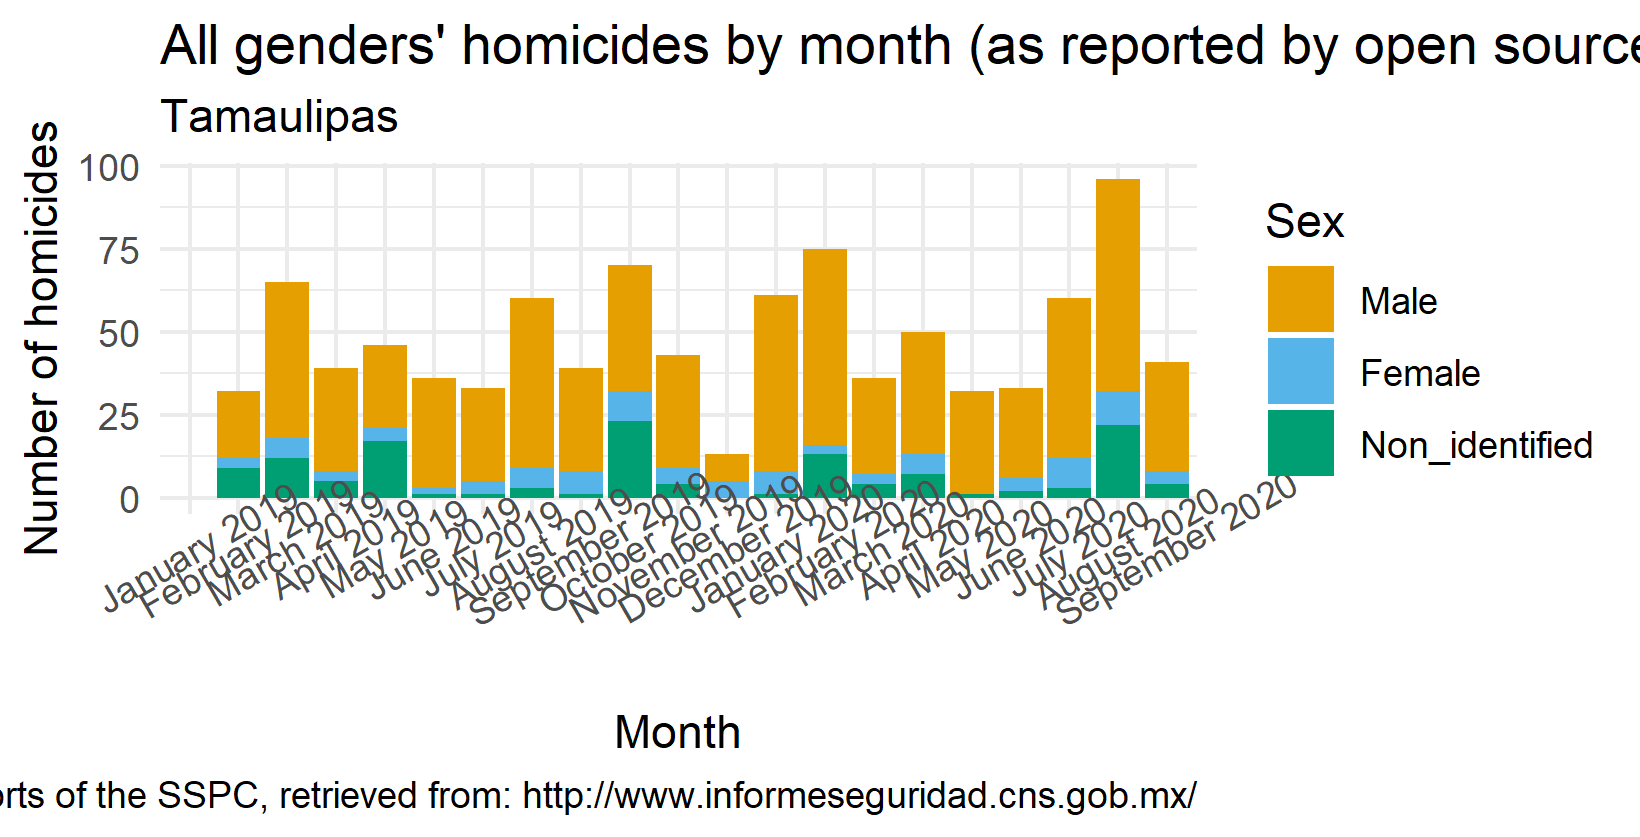 All genders' homicides by month (as reported by open source
Tamaulipas
Number of homicides
100
75
50
25
0
January 2019
February 2019
March 2019
April 2019
May 2019
June 2019
July 2019
August 2019
September 2019
October 2019
November 2019
December 2019
January 2020
February 2020
March 2020
April 2020
May 2020
June 2020
July 2020
August 2020
September 2020
Month
Sex
Male
Female
Non_identified
orts of the SSPC, retrieved from: http://www.informeseguridad.cns.gob.mx/